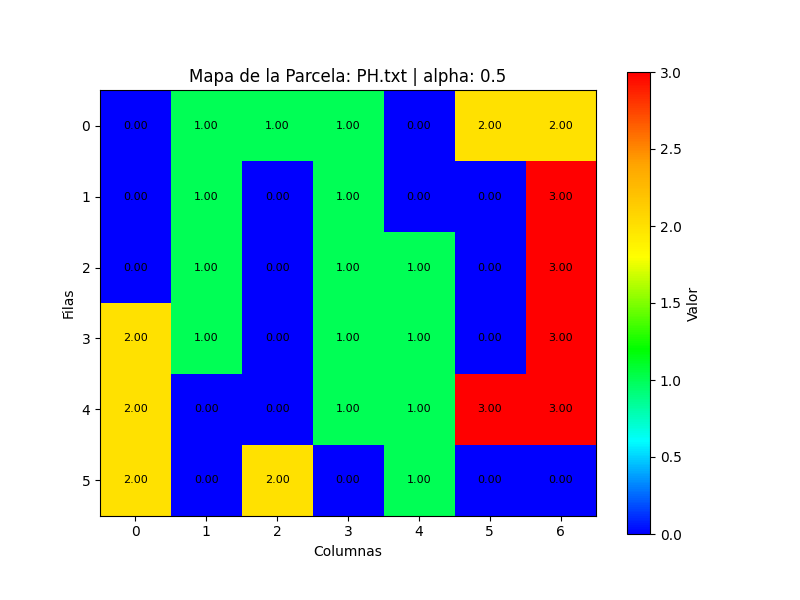 Mapa de la Parcela: PH.txt | alpha: 0.5
0 0.00 1.00 1.00 1.00 0.00 2.00 2.00
1 0.00 1.00 0.00 1.00 0.00 0.00 3.00
2 0.00 1.00 0.00 1.00 1.00 0.00 3.00
3 2.00 1.00 0.00 1.00 1.00 0.00 3.00
4 2.00 0.00 0.00 1.00 1.00 3.00 3.00
5 2.00 0.00 2.00 0.00 1.00 0.00 0.00
0 1 2 3 4 5 6
Columnas
Filas
3.0
2.5
2.0
1.5
1.0
0.5
0.0
Valor